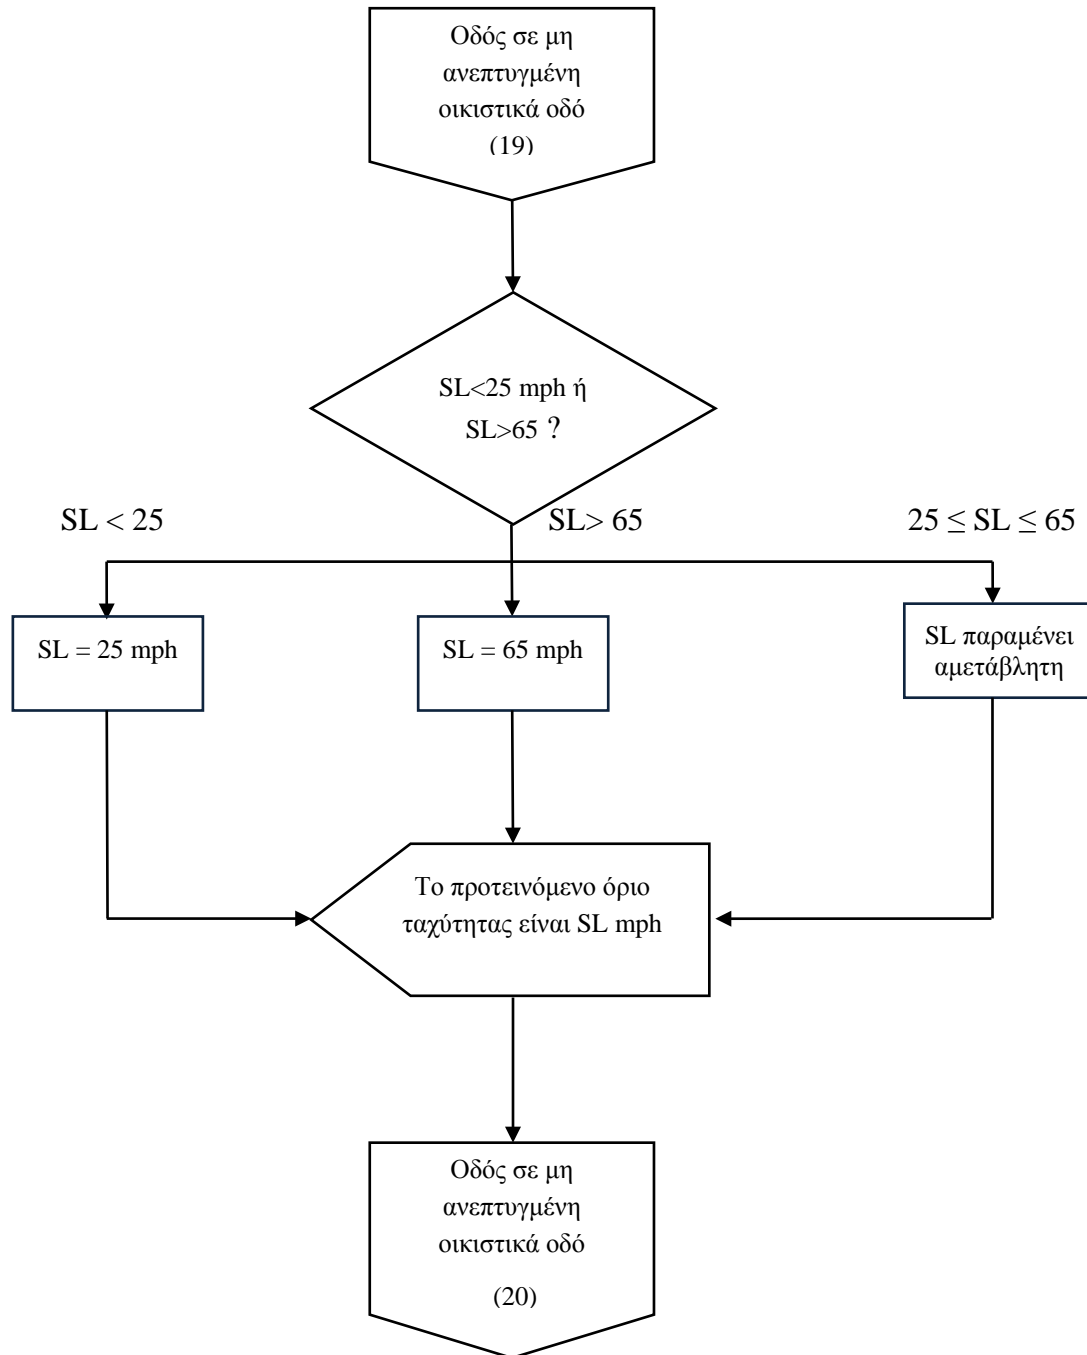 Οδός σε μη
ανεπτυγμένη
οικιστικά οδό
(19)
SL<25 mph ή
SL>65 ?
SL < 25
SL> 65
25 ≤ SL ≤ 65
SL = 25 mph
SL = 65 mph
SL παραμένει
αμετάβλητη
Το προτεινόμενο όριο
ταχύτητας είναι SL mph
Οδός σε μη
ανεπτυγμένη
οικιστικά οδό
(20)